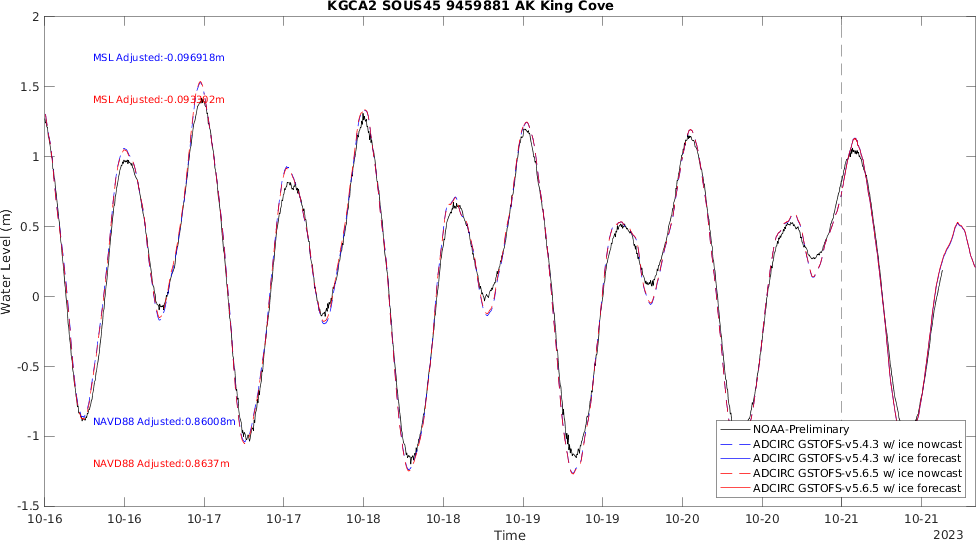 KGCA2 SOUS45 9459881 AK King Cove
2
1.5
1
0.5
0
-0.5
-1
-1.5
Water Level (m)
MSL Adjusted:-0.096918m
MSL Adjusted:-0.093302m
NAVD88 Adjusted:0.86008m
NAVD88 Adjusted:0.8637m
NOAA-Preliminary
ADCIRC GSTOFS-v5.4.3 w/ ice nowcast
ADCIRC GSTOFS-v5.4.3 w/ ice forecast
ADCIRC GSTOFS-v5.6.5 w/ ice nowcast
ADCIRC GSTOFS-v5.6.5 w/ ice forecast
10-16 10-16 10-17 10-17 10-18 10-18 10-19 10-19 10-20 10-20 10-21 10-21
Time
2023